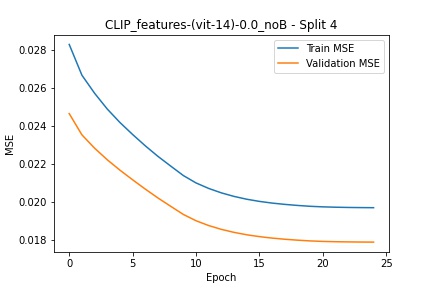 CLIP_features-(vit-14)-0.0_noB - Split 4
Train MSE
Validation MSE
MSE
0.028
0.026
0.024
0.022
0.020
0.018
0 5 10 15 20 25
Epoch